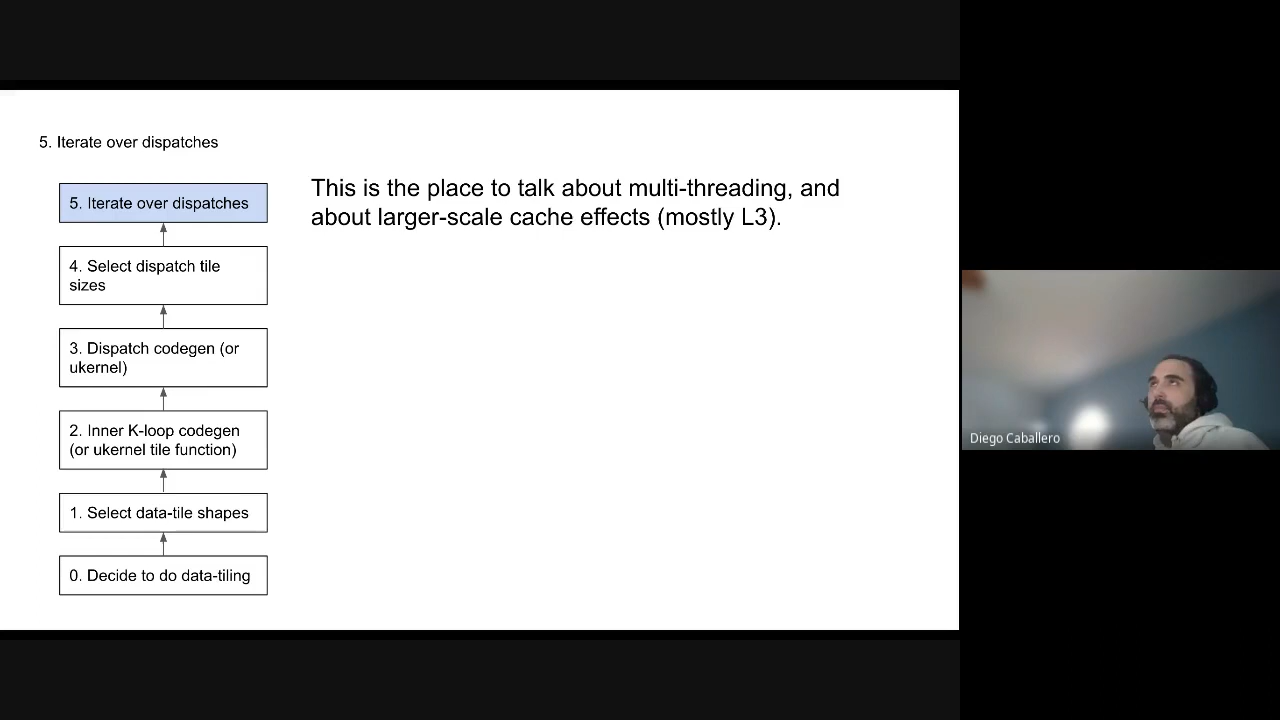 5. Iterate over dispatches
This is the place to talk about multi-threading, and
about larger-scale cache effects (mostly L3).
5. Iterate over dispatches
4. Select dispatch tile
sizes
3. Dispatch codegen (or
ukernel)
2. Inner K-loop codegen
(or ukernel tile function)
1. Select data-tile shapes
0. Decide to do data-tiling
Diego Caballero